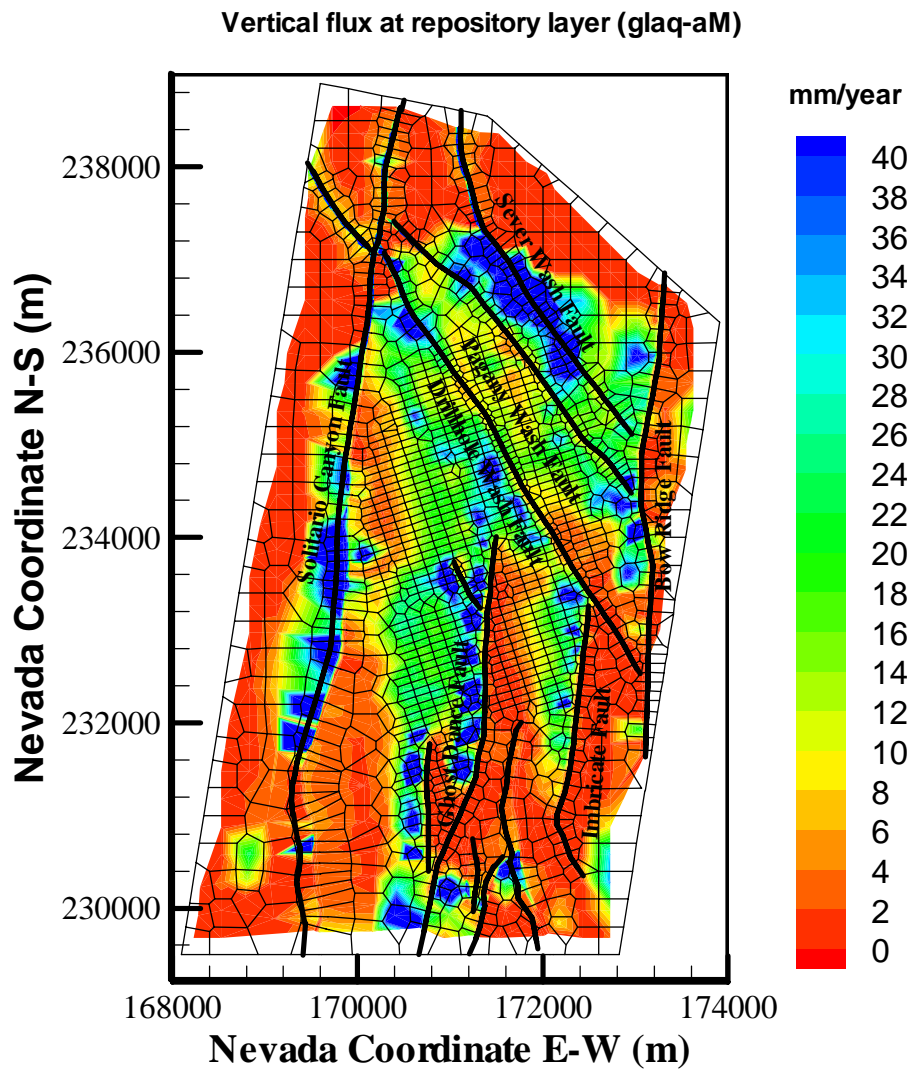 Vertical flux at repository layer (glaq-aM)
mm/year
40
38
36
34
32
30
28
26
24
22
20
18
16
14
12
10
8
6
4
2
0
Nevada Coordinate N-S (m)
238000
236000
234000
232000
230000
Sever Wash Fault
Pagany Wash Fault
Drillhole Wash Fault
Solitario Canyon Fault
Bow Ridge Fault
Ghost Dance Fault
Imbricate Fault
168000 170000 172000 174000
Nevada Coordinate E-W (m)